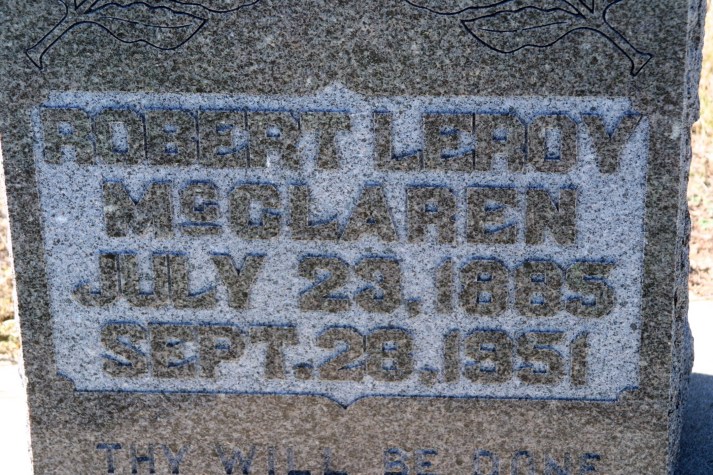 ROBERT LEROY
McCLAREN
JULY 23, 1885
SEPT. 28, 1951
THY WILL BE DONE